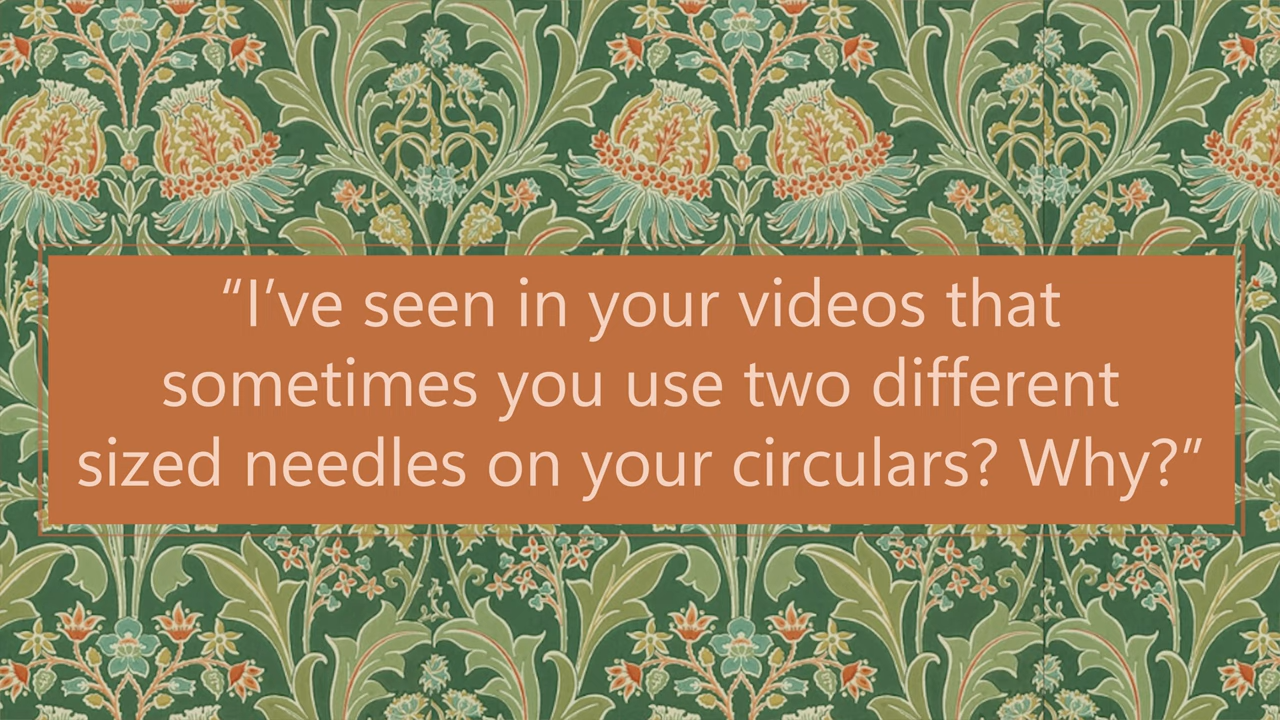 “I’ve seen in your videos that
sometimes you use two different
sized needles on your circulars? Why?”